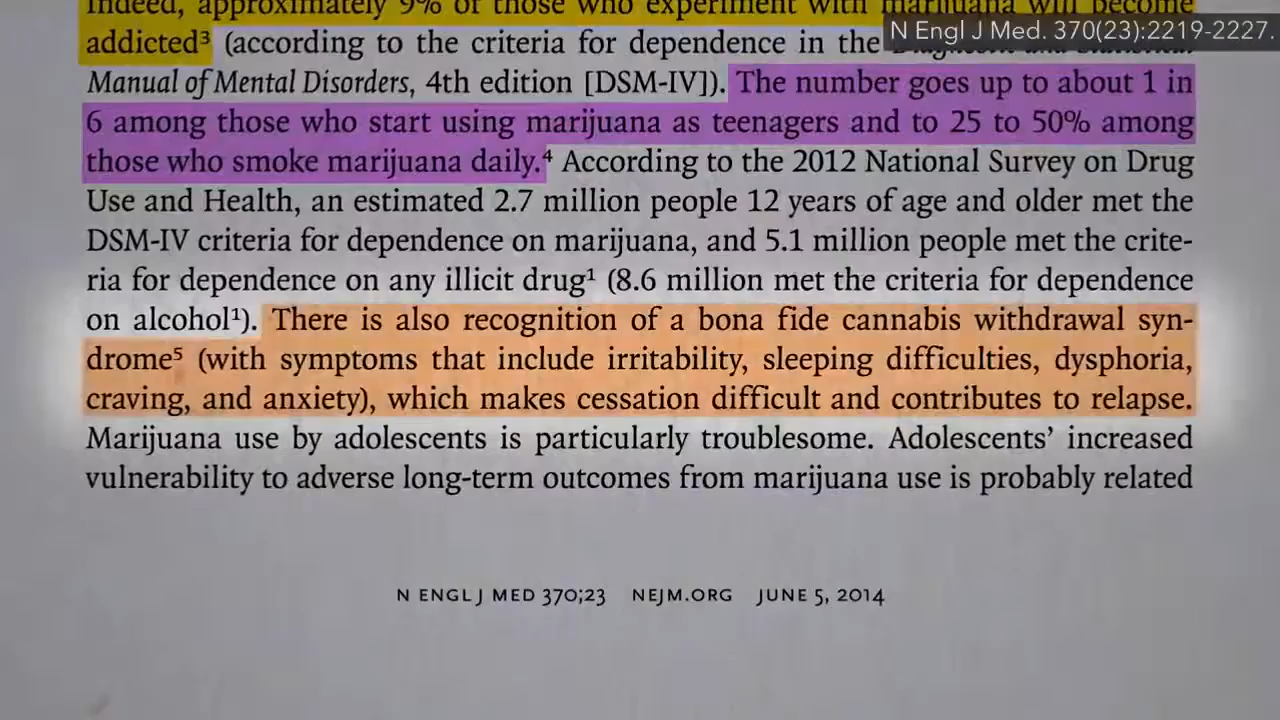 Indeed, approximately 9% of those who experiment with marijuana will become
N Engl J Med. 370(23):2219-2227.
addicted³ (according to the criteria for dependence in the
Manual of Mental Disorders, 4th edition [DSM-IV]). The number goes up to about 1 in
6 among those who start using marijuana as teenagers and to 25 to 50% among
those who smoke marijuana daily.⁴ According to the 2012 National Survey on Drug
Use and Health, an estimated 2.7 million people 12 years of age and older met the
DSM-IV criteria for dependence on marijuana, and 5.1 million people met the crite-
ria for dependence on any illicit drug¹ (8.6 million met the criteria for dependence
on alcohol¹). There is also recognition of a bona fide cannabis withdrawal syn-
drome⁵ (with symptoms that include irritability, sleeping difficulties, dysphoria,
craving, and anxiety), which makes cessation difficult and contributes to relapse.
Marijuana use by adolescents is particularly troublesome. Adolescents’ increased
vulnerability to adverse long-term outcomes from marijuana use is probably related
N ENGL J MED 370;23 NEJM.ORG JUNE 5, 2014